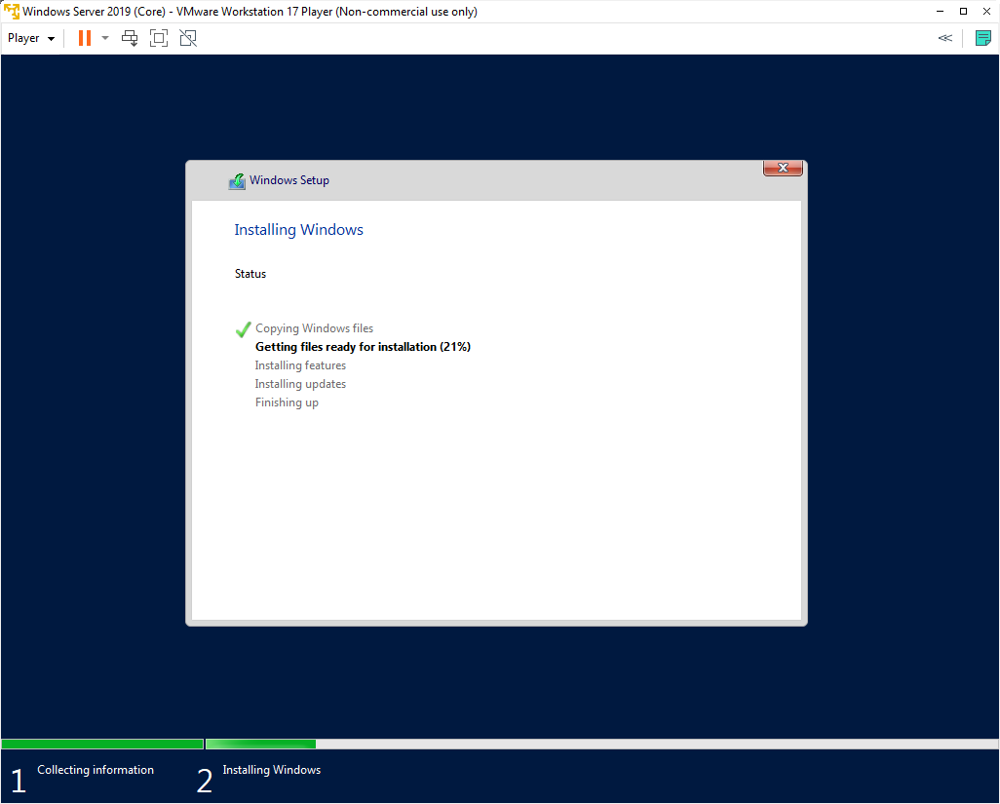 Windows Server 2019 (Core) - VMware Workstation 17 Player (Non-commercial use only)
Player
Windows Setup
Installing Windows
Status
Copying Windows files
Getting files ready for installation (21%)
Installing features
Installing updates
Finishing up
1 Collecting information
2 Installing Windows